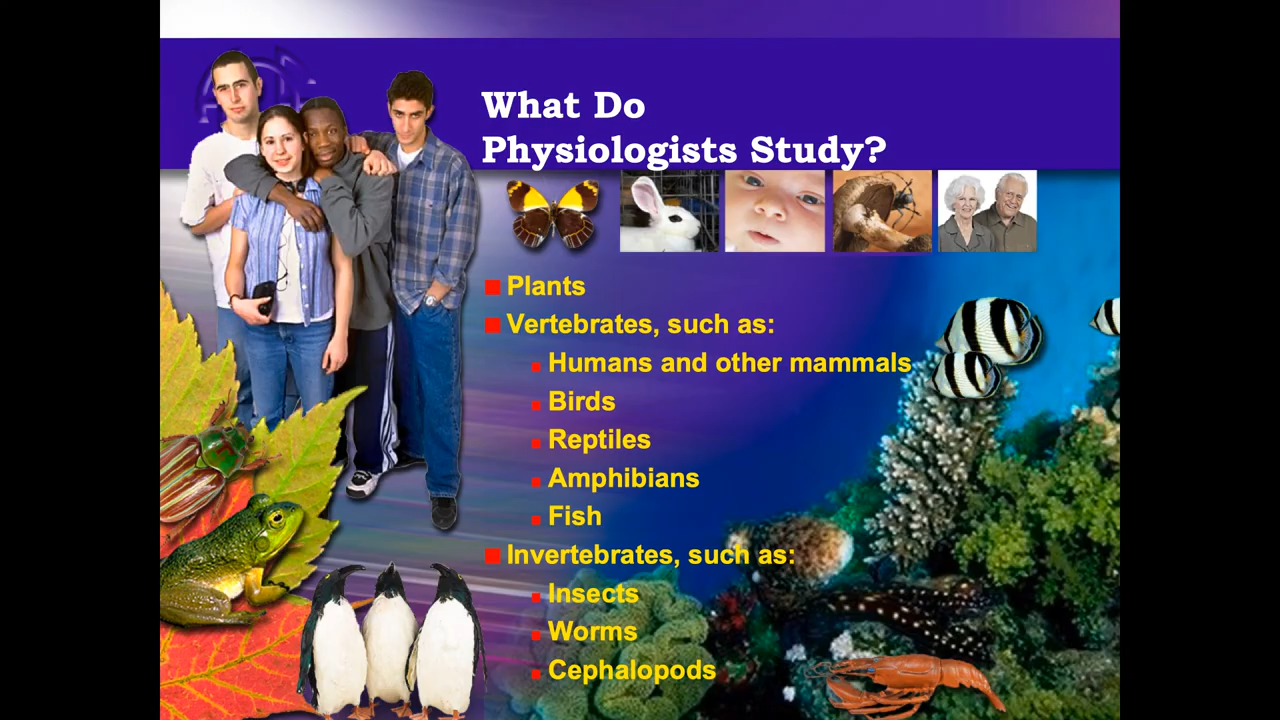 What Do
Physiologists Study?
Plants
Vertebrates, such as:
Humans and other mammals
Birds
Reptiles
Amphibians
Fish
Invertebrates, such as:
Insects
Worms
Cephalopods